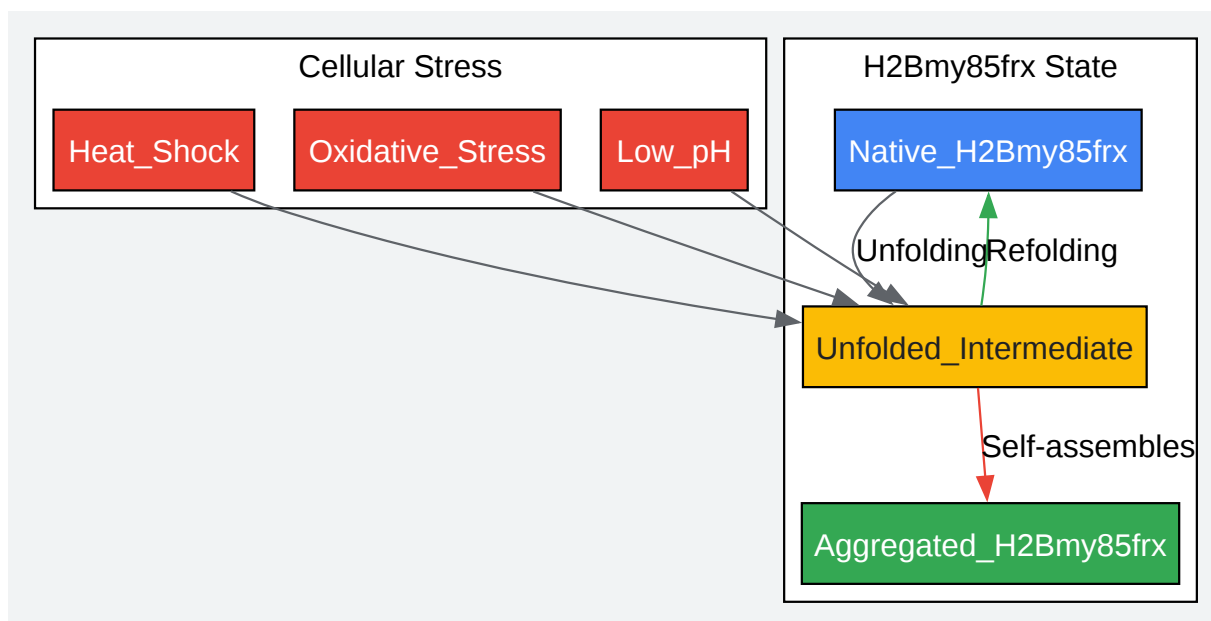 Cellular Stress
H2Bmy85frx State
Heat_Shock
Oxidative_Stress
Low_pH
Native_H2Bmy85frx
Unfolding
Refolding
Unfolded_Intermediate
Self-assembles
Aggregated_H2Bmy85frx